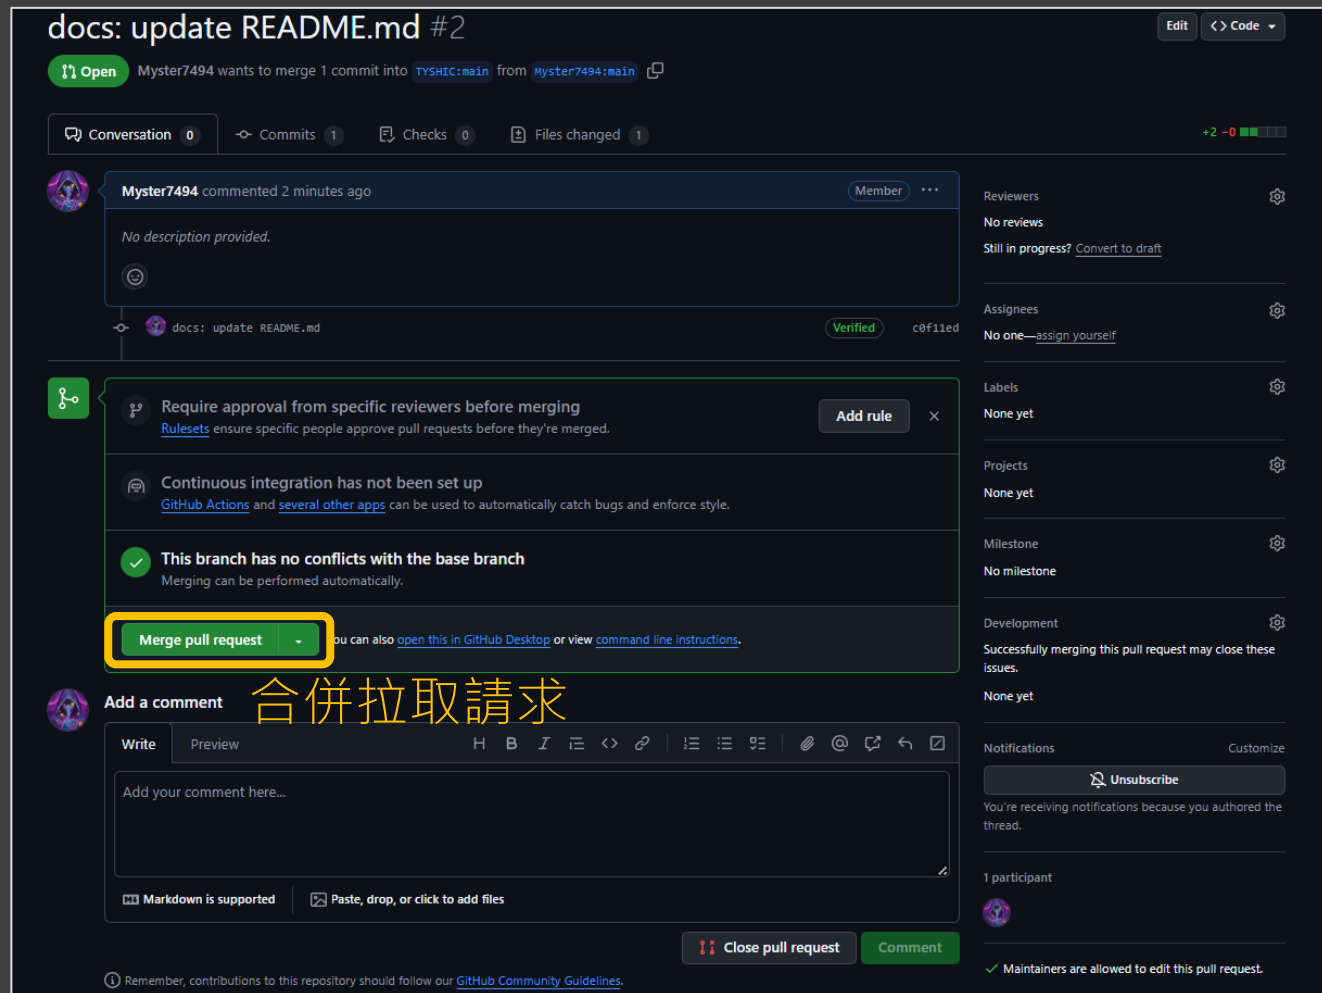 docs: update README.md #2
Edit
Code
Open
Myster7494 wants to merge 1 commit into TYSHIC:main from Myster7494:main
Conversation 0
Commits 1
Checks 0
Files changed 1
+2 −0
Myster7494 commented 2 minutes ago
Member
No description provided.
docs: update README.md
Verified
c0f11ed
Require approval from specific reviewers before merging
Rulesets ensure specific people approve pull requests before they're merged.
Add rule
Continuous integration has not been set up
GitHub Actions and several other apps can be used to automatically catch bugs and enforce style.
This branch has no conflicts with the base branch
Merging can be performed automatically.
Merge pull request
ou can also open this in GitHub Desktop or view command line instructions.
合併拉取請求
Add a comment
Write
Preview
H B I
Add your comment here...
Markdown is supported
Paste, drop, or click to add files
Close pull request
Comment
Remember, contributions to this repository should follow our GitHub Community Guidelines.
Reviewers
No reviews
Still in progress? Convert to draft
Assignees
No one—assign yourself
Labels
None yet
Projects
None yet
Milestone
No milestone
Development
Successfully merging this pull request may close these
issues.
None yet
Notifications
Customize
Unsubscribe
You're receiving notifications because you authored the
thread.
1 participant
Maintainers are allowed to edit this pull request.